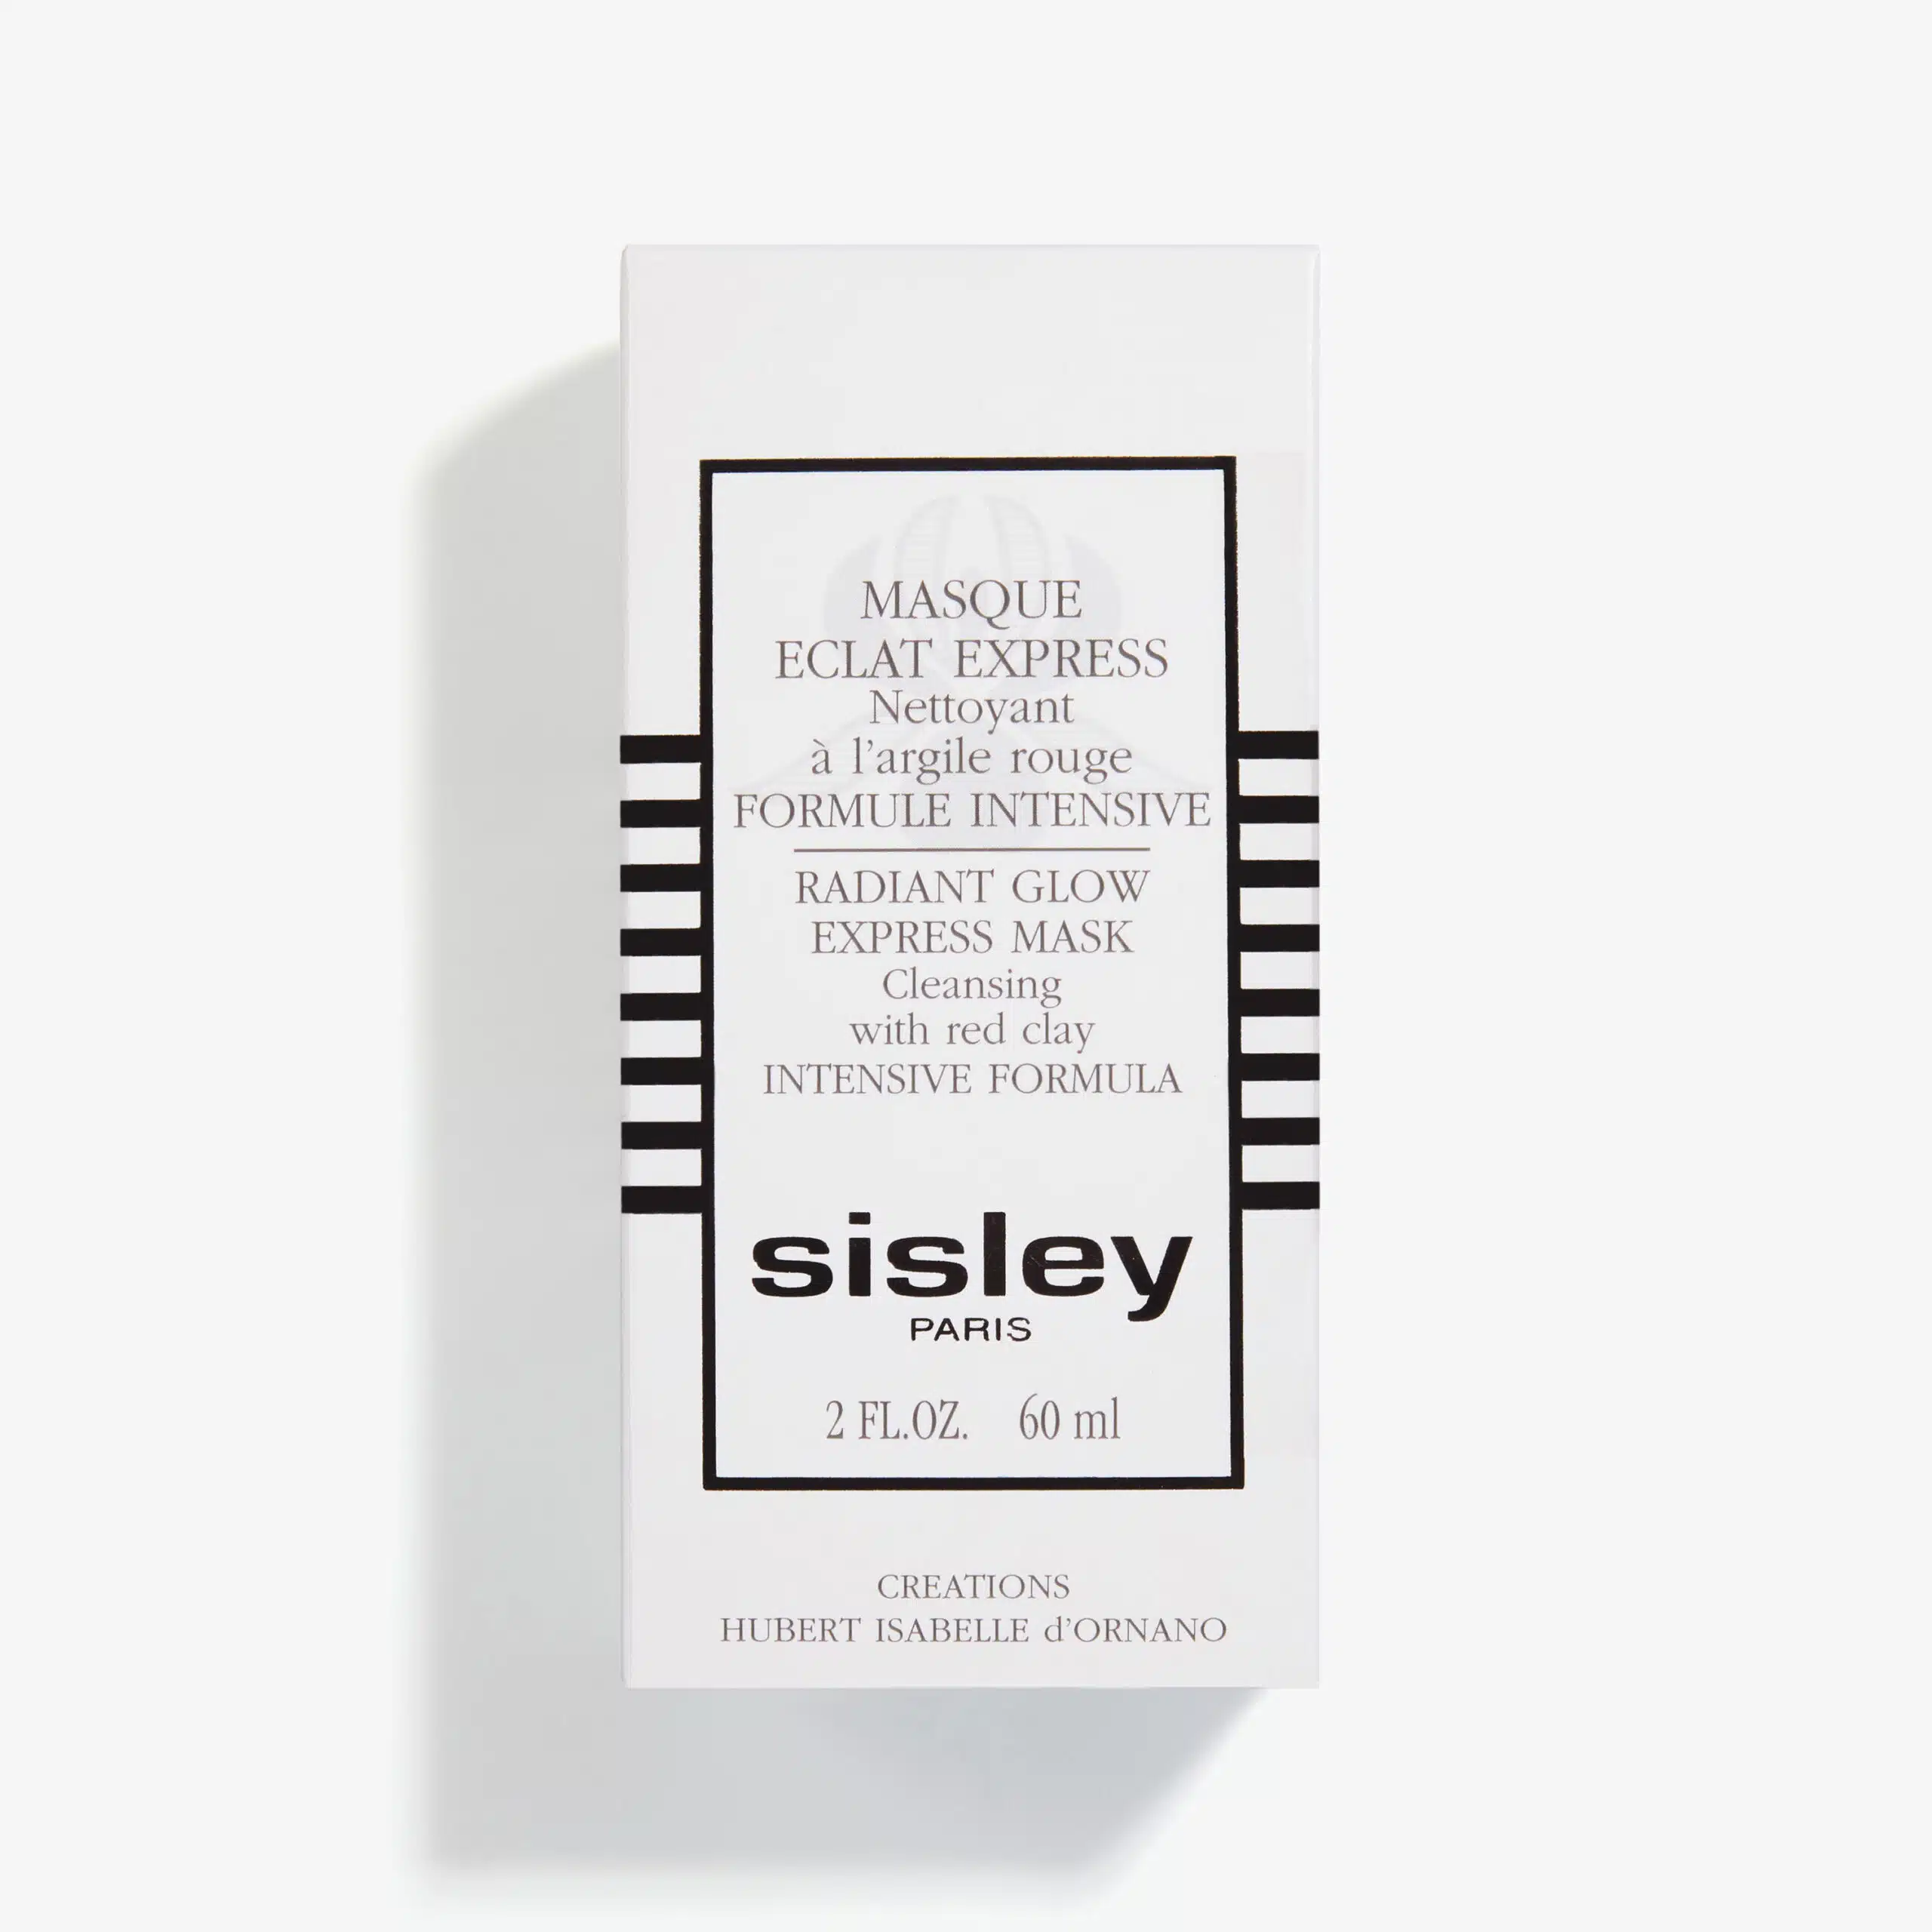 MASQUE
ECLAT EXPRESS
Nettoyant
à l'argile rouge
FORMULE INTENSIVE
RADIANT GLOW
EXPRESS MASK
Cleansing
with red clay
INTENSIVE FORMULA
sisley
PARIS
2 FL.OZ. 60 ml
CREATIONS
HUBERT ISABELLE d'ORNANO